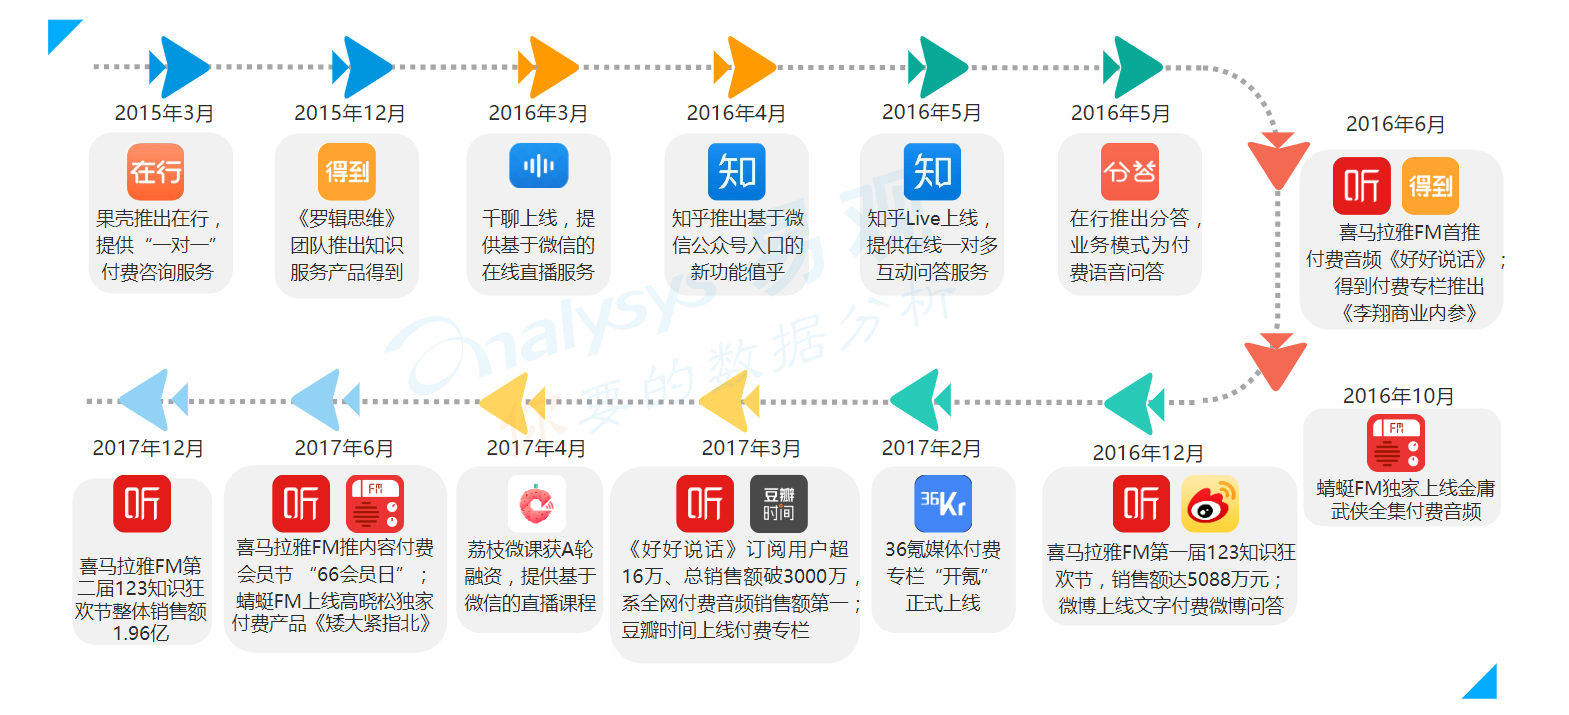 2015年3月
在行
果壳推出在行，
提供“一对一”
付费咨询服务
2015年12月
得到
《罗辑思维》
团队推出知识
服务产品得到
2016年3月
千聊上线，提
供基于微信的
在线直播服务
2016年4月
知
知乎推出基于微
信公众号入口的
新功能值乎
2016年5月
知
知乎Live上线，
提供在线一对多
互动问答服务
2016年5月
分答
在行推出分答，
业务模式为付
费语音问答
2016年6月
听 得到
喜马拉雅FM首推
付费音频《好好说话》；
得到付费专栏推出
《李翔商业内参》
2016年10月
FM
蜻蜓FM独家上线金庸
武侠全集付费音频
2016年12月
听
喜马拉雅FM第一届123知识狂
欢节，销售额达5088万元；
微博上线文字付费微博问答
2017年2月
36Kr
36氪媒体付费
专栏“开氪”
正式上线
2017年3月
听 豆瓣
时间
《好好说话》订阅用户超
16万、总销售额破3000万，
系全网付费音频销售额第一；
豆瓣时间上线付费专栏
2017年4月
荔枝微课获A轮
融资，提供基于
微信的直播课程
2017年6月
听 FM
喜马拉雅FM推内容付费
会员节 “66会员日”；
蜻蜓FM上线高晓松独家
付费产品《矮大紧指北》
2017年12月
听
喜马拉雅FM第
二届123知识狂
欢节整体销售额
1.96亿
analysys 易观
你要的数据分析